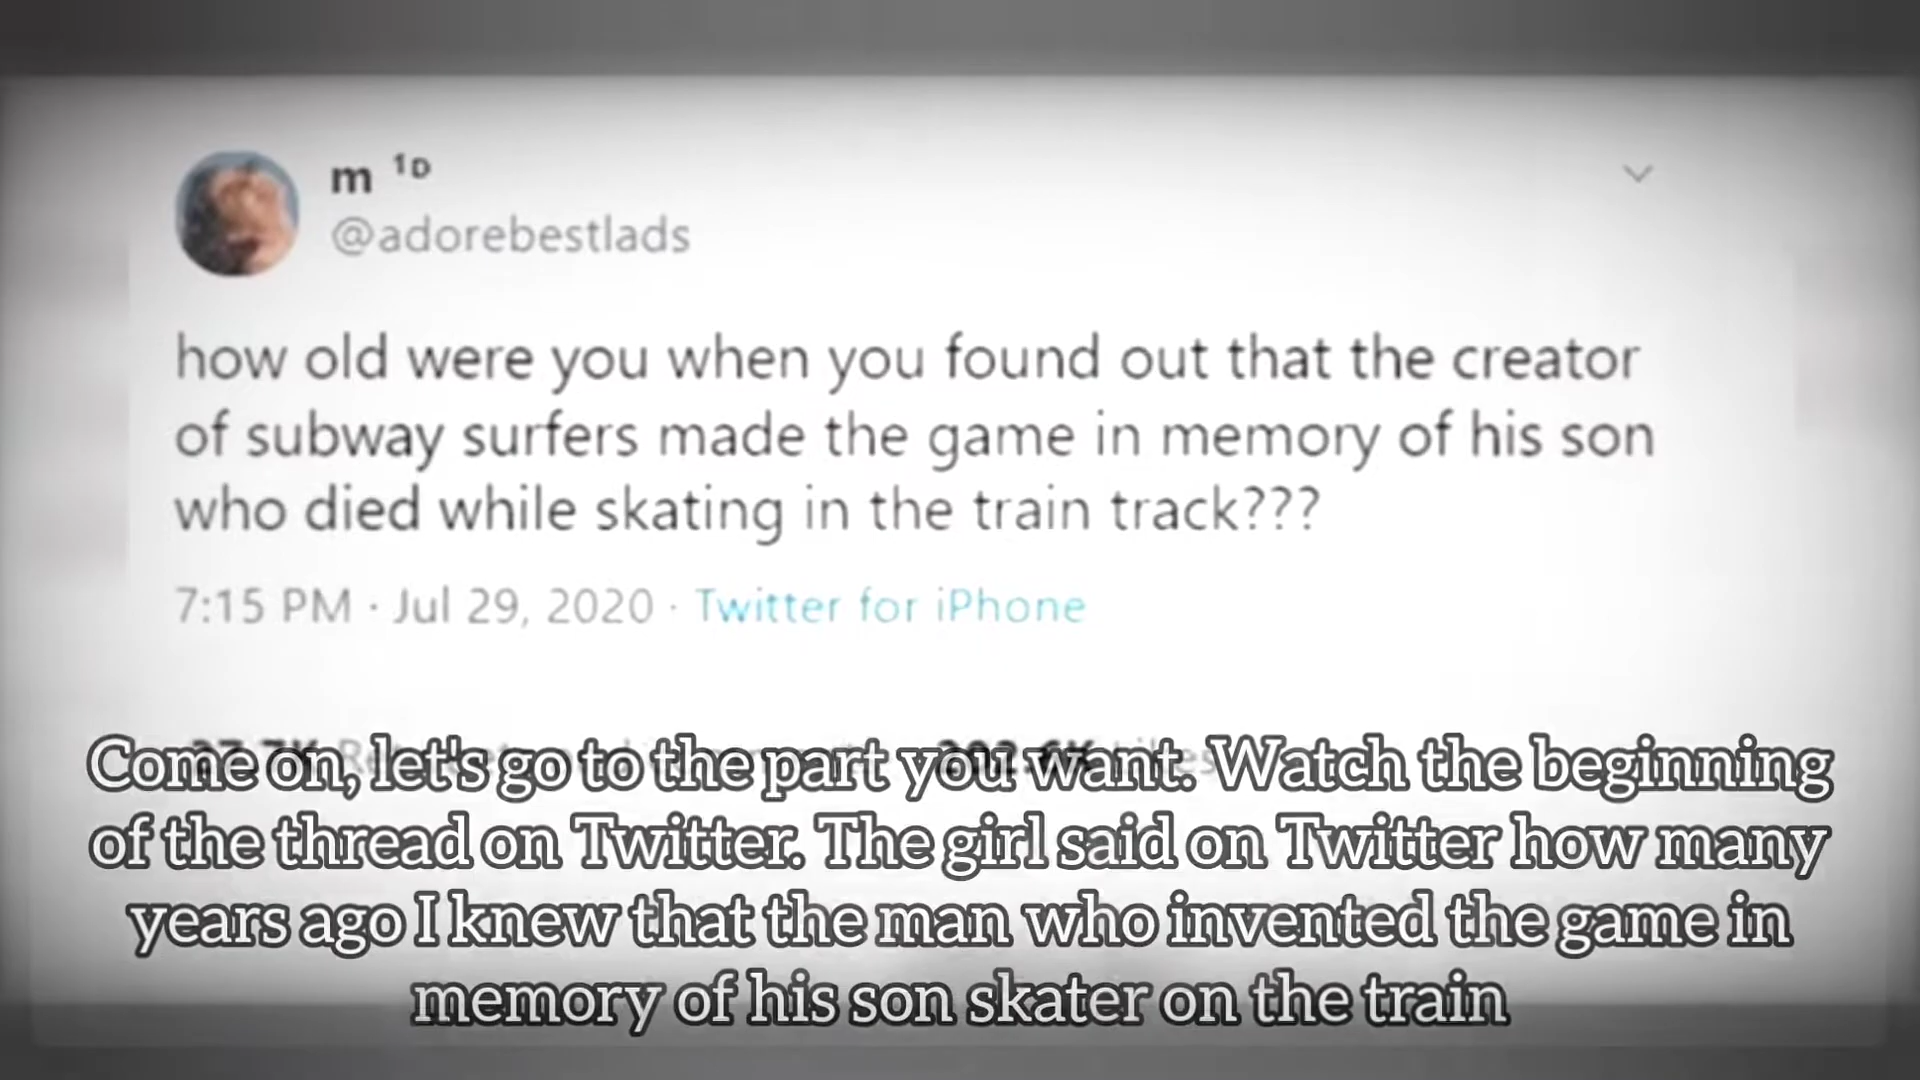 m ¹ᴰ
@adorebestlads
how old were you when you found out that the creator
of subway surfers made the game in memory of his son
who died while skating in the train track???
7:15 PM · Jul 29, 2020 · Twitter for iPhone
Come on, let's go to the part you want. Watch the beginning
of the thread on Twitter. The girl said on Twitter how many
years ago I knew that the man who invented the game in
memory of his son skater on the train